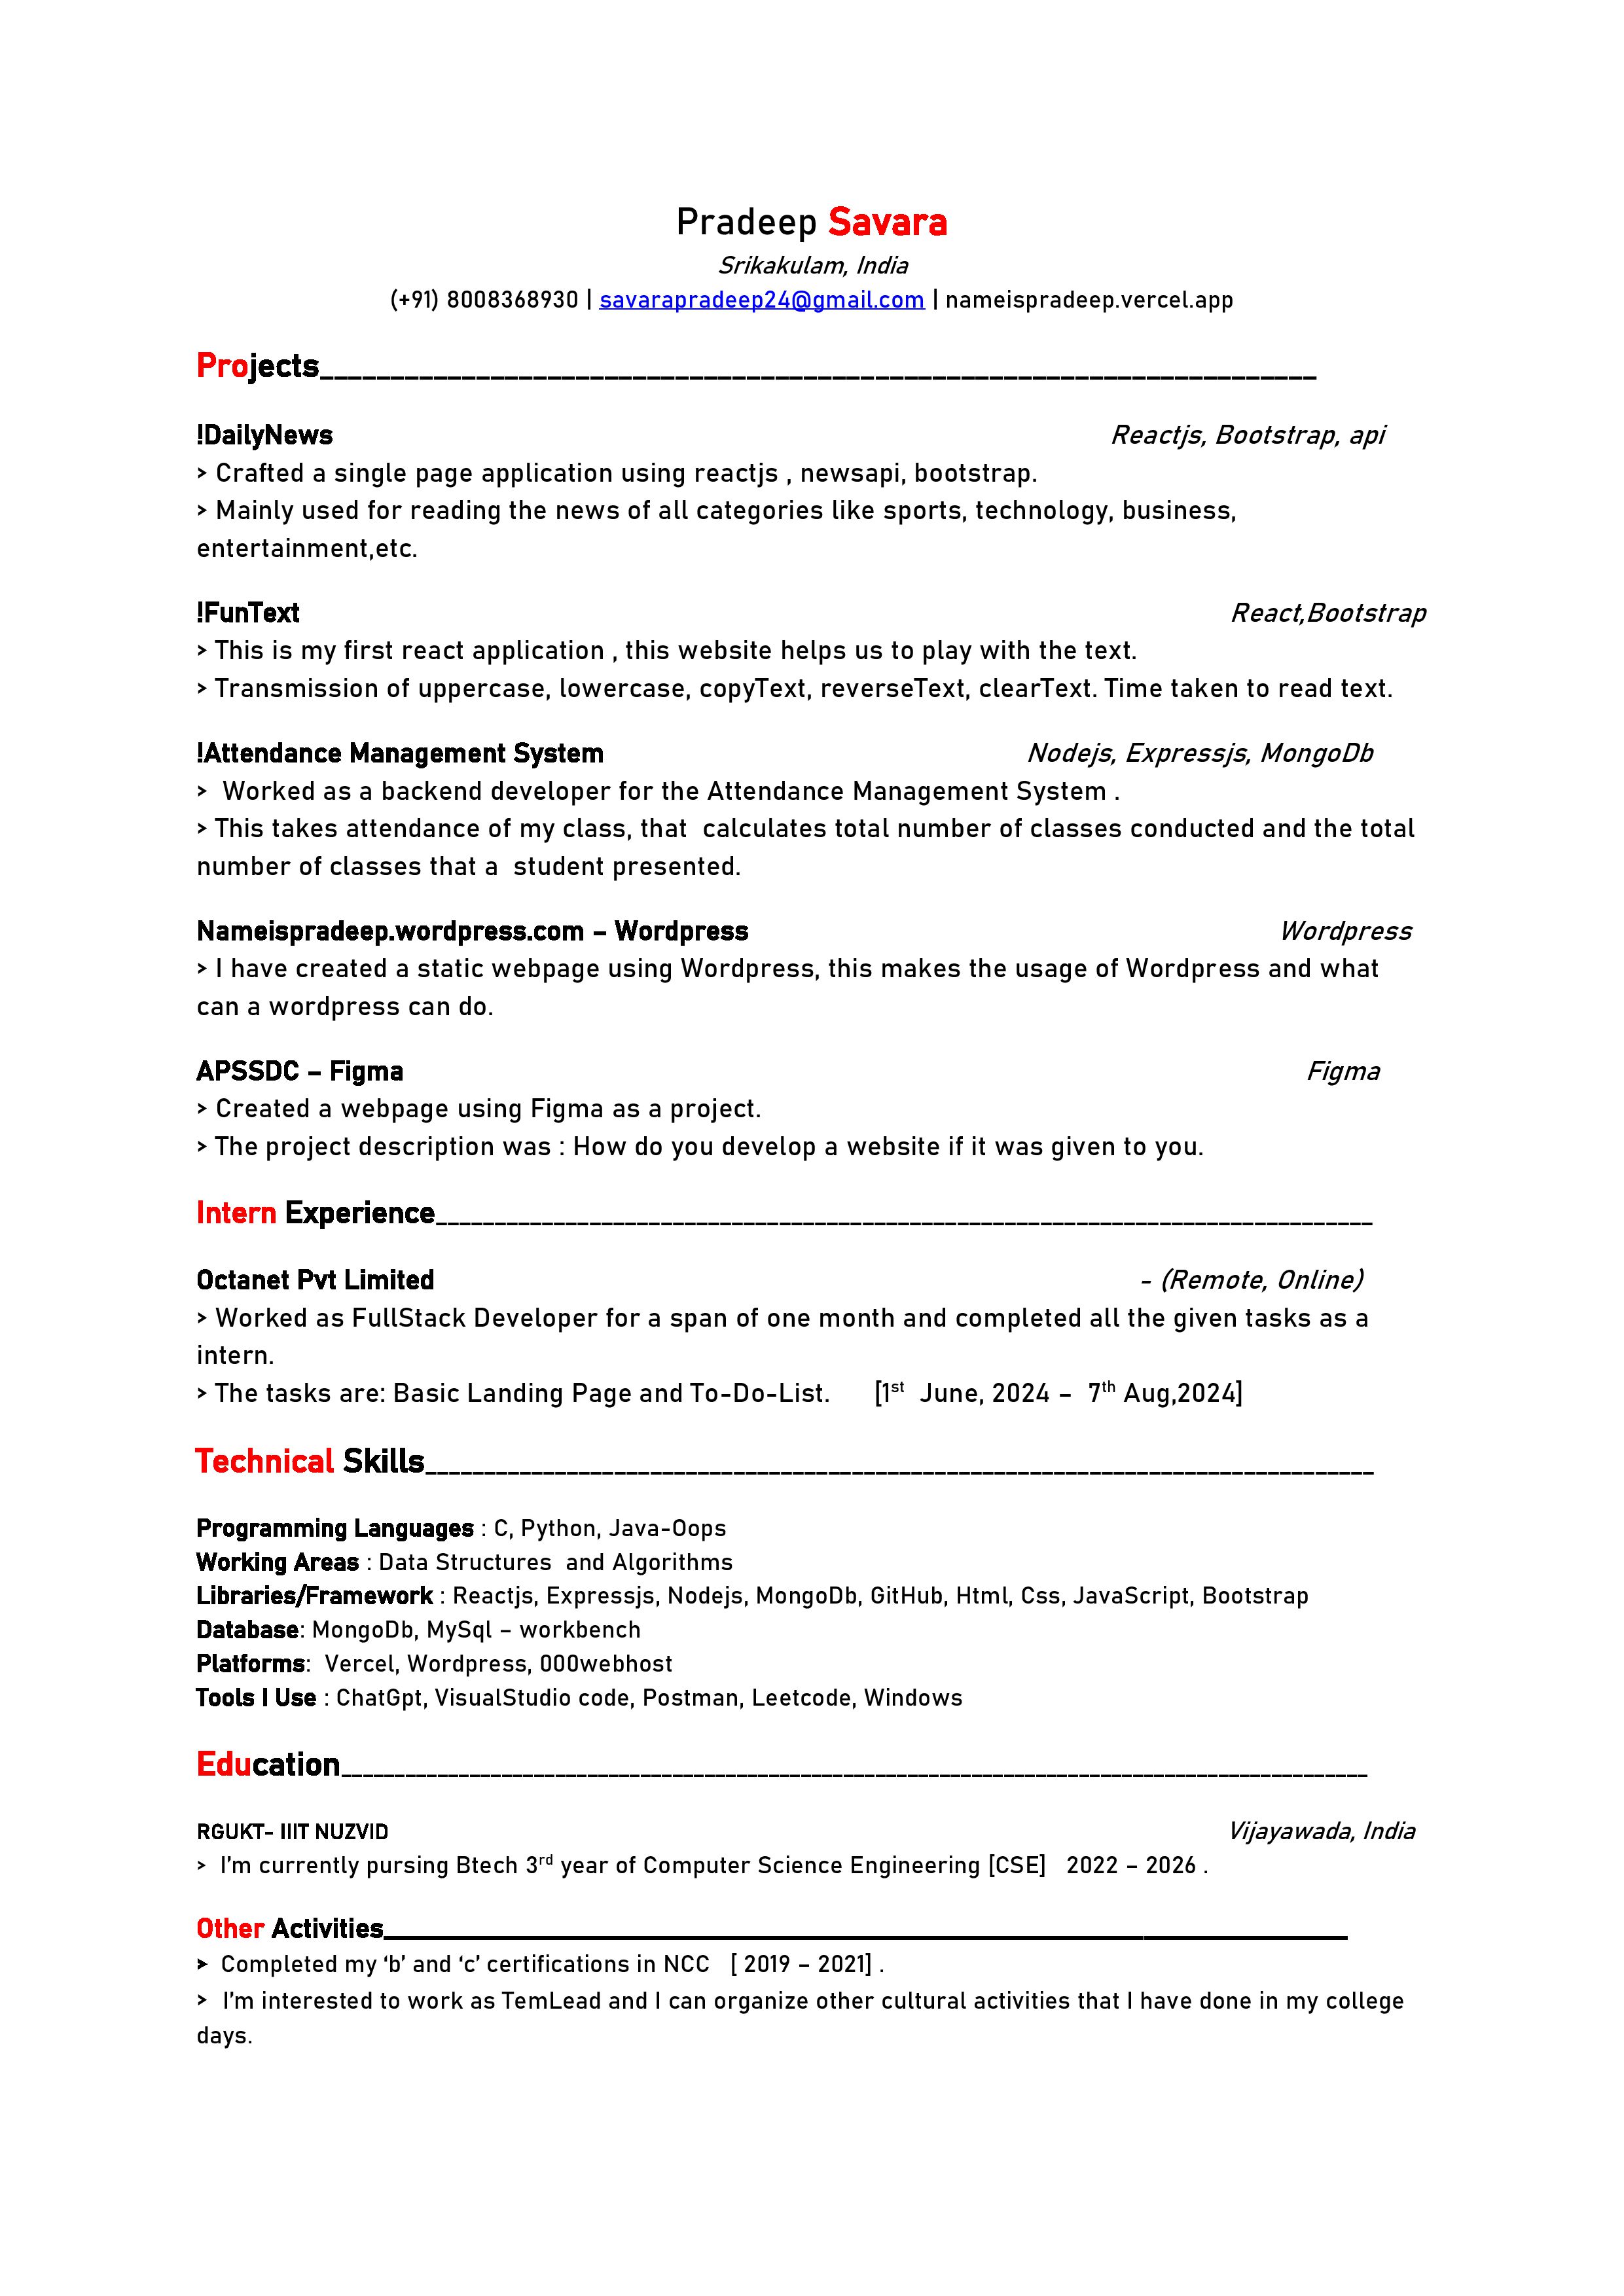 Pradeep Savara
Srikakulam, India
(+91) 8008368930 | savarapradeep24@gmail.com | nameispradeep.vercel.app
Projects
!DailyNews Reactjs, Bootstrap, api
> Crafted a single page application using reactjs , newsapi, bootstrap.
> Mainly used for reading the news of all categories like sports, technology, business,
entertainment,etc.
!FunText React,Bootstrap
> This is my first react application , this website helps us to play with the text.
> Transmission of uppercase, lowercase, copyText, reverseText, clearText. Time taken to read text.
!Attendance Management System Nodejs, Expressjs, MongoDb
> Worked as a backend developer for the Attendance Management System .
> This takes attendance of my class, that calculates total number of classes conducted and the total
number of classes that a student presented.
Nameispradeep.wordpress.com – Wordpress Wordpress
> I have created a static webpage using Wordpress, this makes the usage of Wordpress and what
can a wordpress can do.
APSSDC – Figma Figma
> Created a webpage using Figma as a project.
> The project description was : How do you develop a website if it was given to you.
Intern Experience
Octanet Pvt Limited - (Remote, Online)
> Worked as FullStack Developer for a span of one month and completed all the given tasks as a
intern.
> The tasks are: Basic Landing Page and To-Do-List. [1st June, 2024 – 7th Aug,2024]
Technical Skills
Programming Languages : C, Python, Java-Oops
Working Areas : Data Structures and Algorithms
Libraries/Framework : Reactjs, Expressjs, Nodejs, MongoDb, GitHub, Html, Css, JavaScript, Bootstrap
Database: MongoDb, MySql – workbench
Platforms: Vercel, Wordpress, 000webhost
Tools I Use : ChatGpt, VisualStudio code, Postman, Leetcode, Windows
Education
RGUKT- IIIT NUZVID Vijayawada, India
> I'm currently pursing Btech 3rd year of Computer Science Engineering [CSE] 2022 – 2026 .
Other Activities
> Completed my ‘b’ and ‘c’ certifications in NCC [ 2019 – 2021] .
> I'm interested to work as TemLead and I can organize other cultural activities that I have done in my college
days.